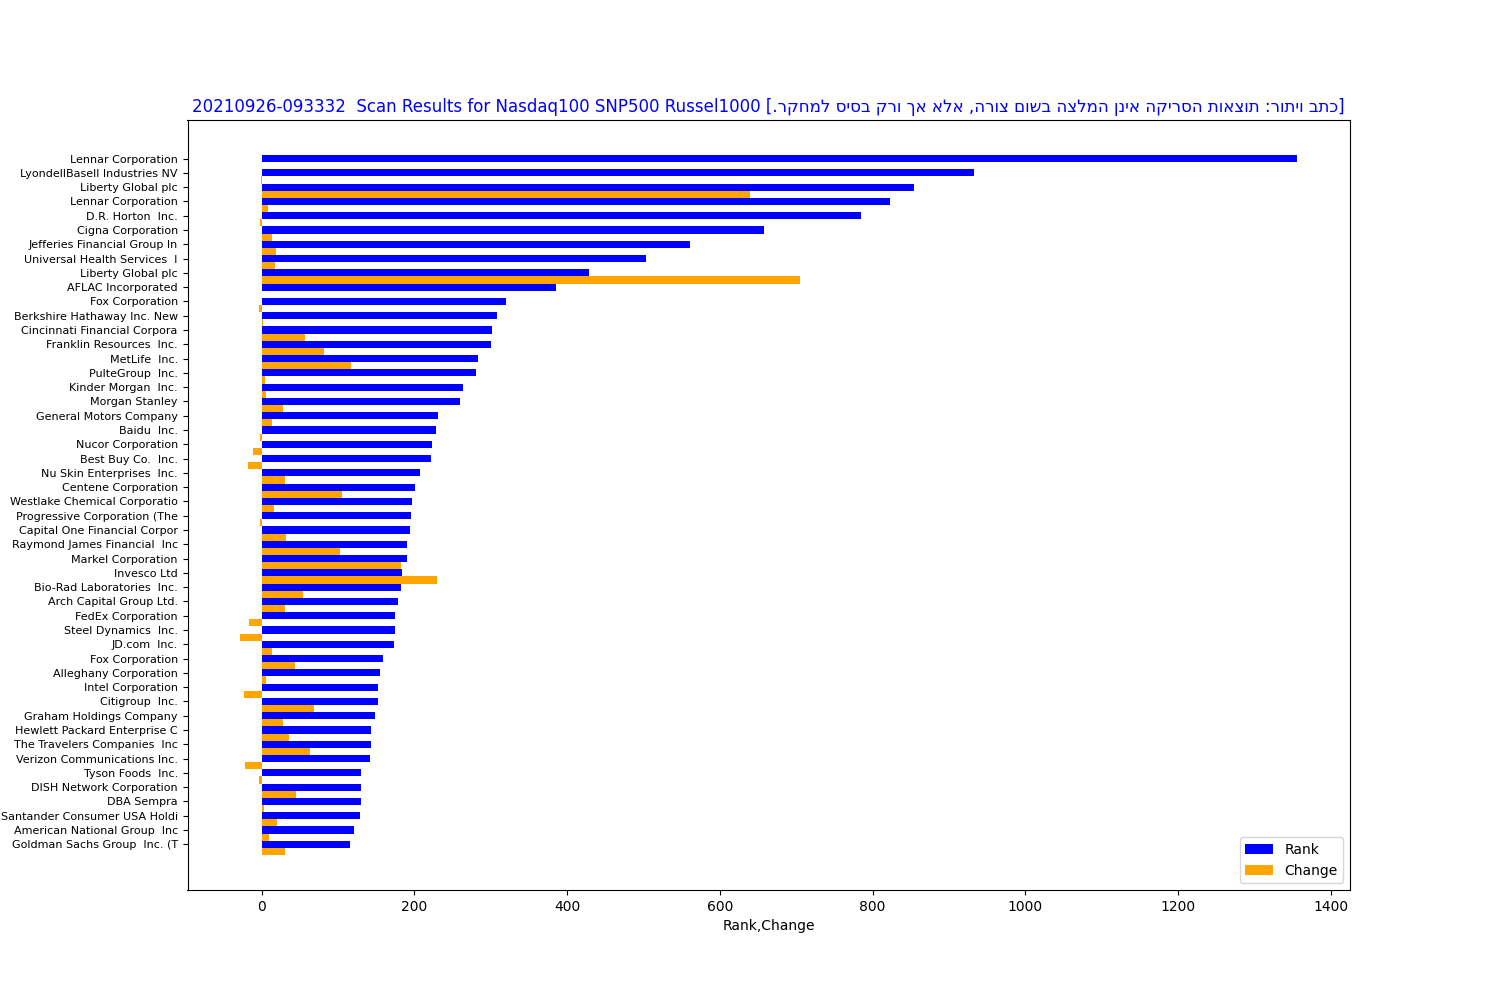 20210926-093332  Scan Results for Nasdaq100 SNP500 Russel1000 [כתב ויתור: תוצאות הסריקה אינן המלצה בשום צורה, אלא אך ורק בסיס למחקר.]
Lennar Corporation
LyondellBasell Industries NV
Liberty Global plc
Lennar Corporation
D.R. Horton  Inc.
Cigna Corporation
Jefferies Financial Group In
Universal Health Services  I
Liberty Global plc
AFLAC Incorporated
Fox Corporation
Berkshire Hathaway Inc. New
Cincinnati Financial Corpora
Franklin Resources  Inc.
MetLife  Inc.
PulteGroup  Inc.
Kinder Morgan  Inc.
Morgan Stanley
General Motors Company
Baidu  Inc.
Nucor Corporation
Best Buy Co.  Inc.
Nu Skin Enterprises  Inc.
Centene Corporation
Westlake Chemical Corporatio
Progressive Corporation (The
Capital One Financial Corpor
Raymond James Financial  Inc
Markel Corporation
Invesco Ltd
Bio-Rad Laboratories  Inc.
Arch Capital Group Ltd.
FedEx Corporation
Steel Dynamics  Inc.
JD.com  Inc.
Fox Corporation
Alleghany Corporation
Intel Corporation
Citigroup  Inc.
Graham Holdings Company
Hewlett Packard Enterprise C
The Travelers Companies  Inc
Verizon Communications Inc.
Tyson Foods  Inc.
DISH Network Corporation
DBA Sempra
Santander Consumer USA Holdi
American National Group  Inc
Goldman Sachs Group  Inc. (T
Rank
Change
0 200 400 600 800 1000 1200 1400
Rank,Change